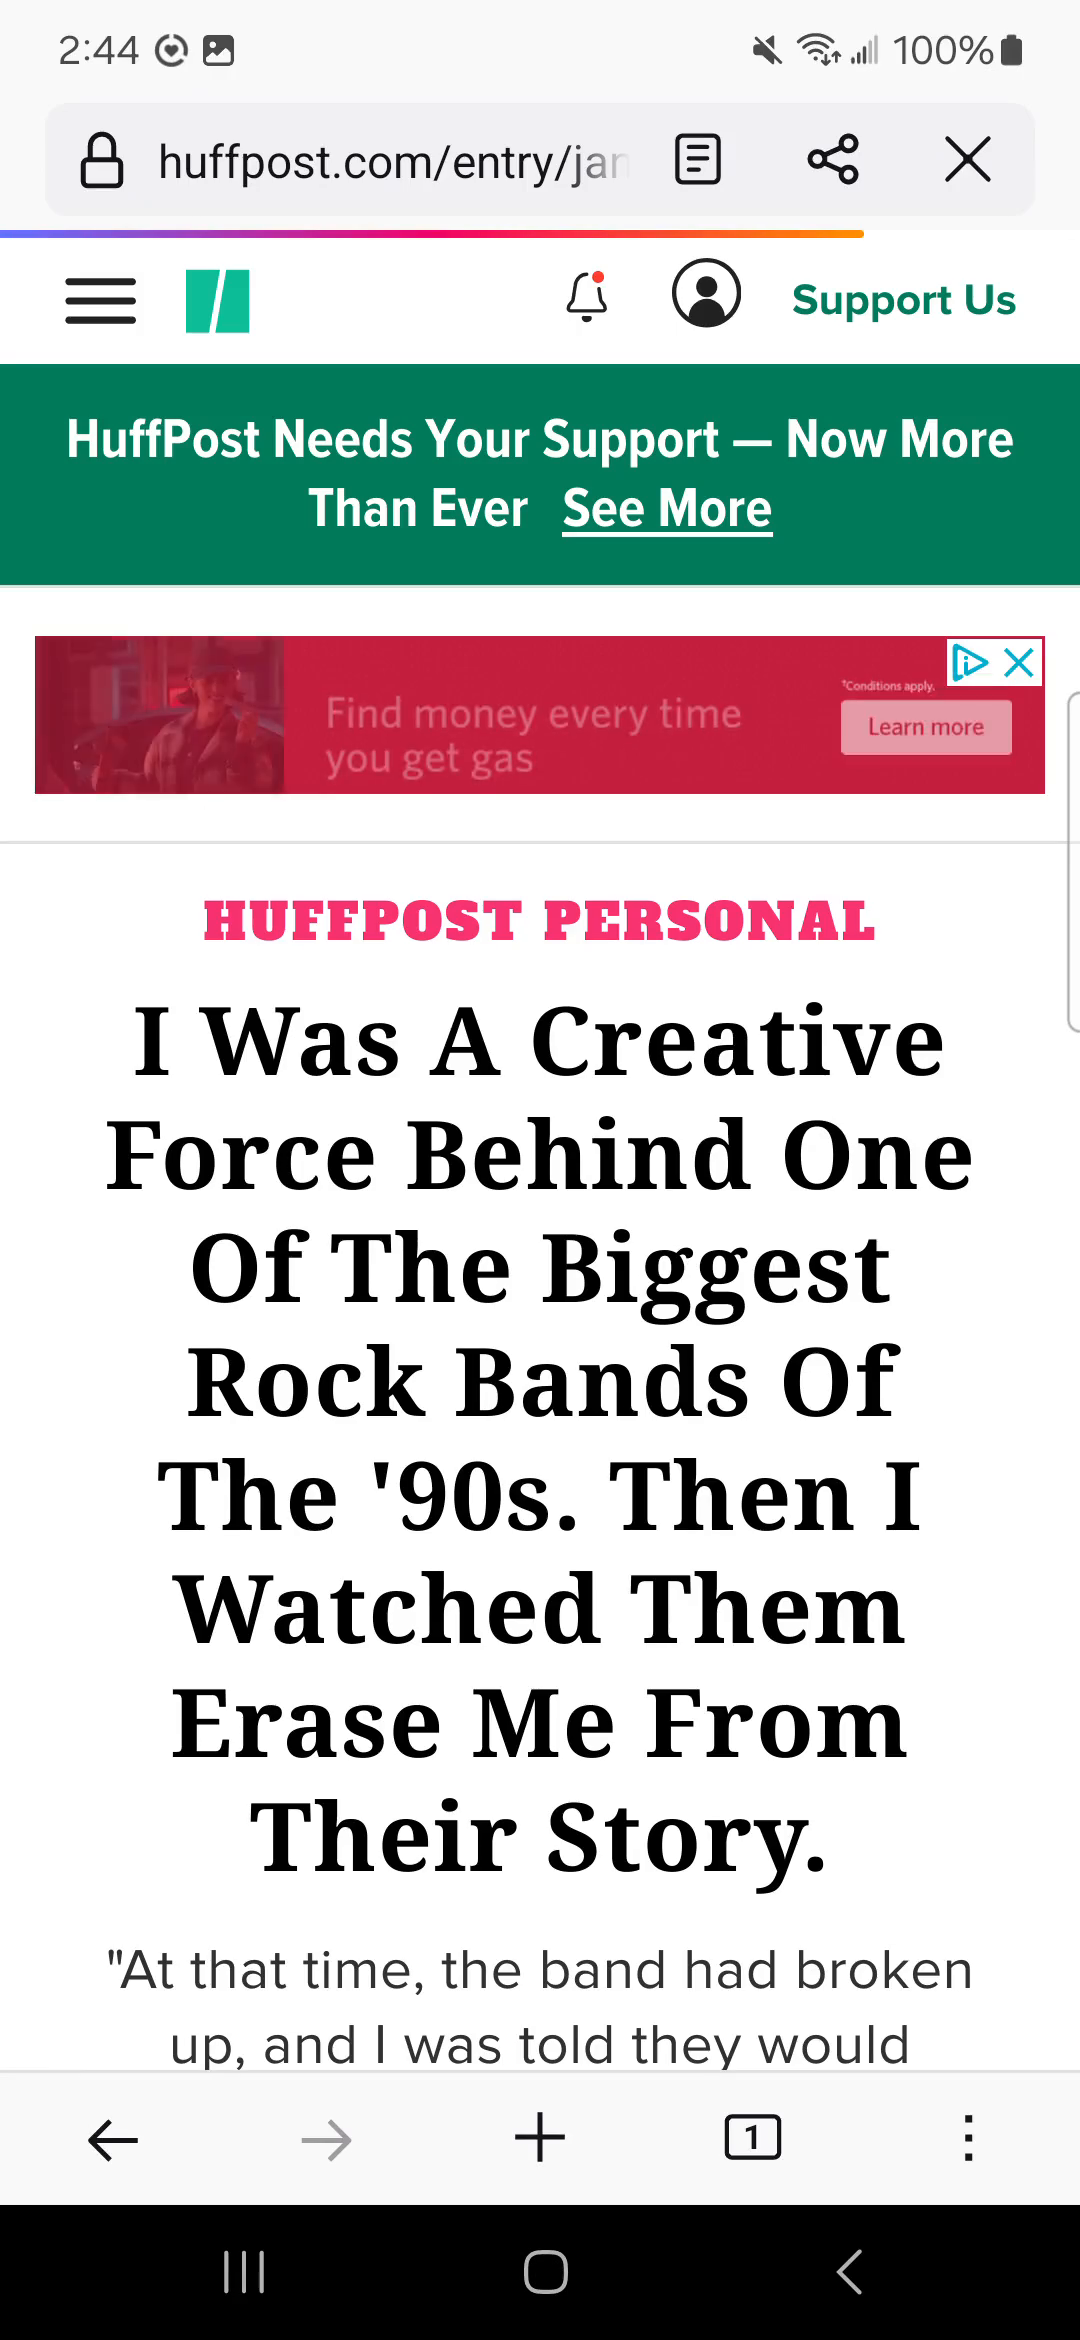 2:44
100%
huffpost.com/entry/jan
Support Us
HuffPost Needs Your Support — Now More
Than Ever See More
Find money every time
you get gas
*Conditions apply.
Learn more
HUFFPOST PERSONAL
I Was A Creative
Force Behind One
Of The Biggest
Rock Bands Of
The '90s. Then I
Watched Them
Erase Me From
Their Story.
"At that time, the band had broken
up, and I was told they would
1